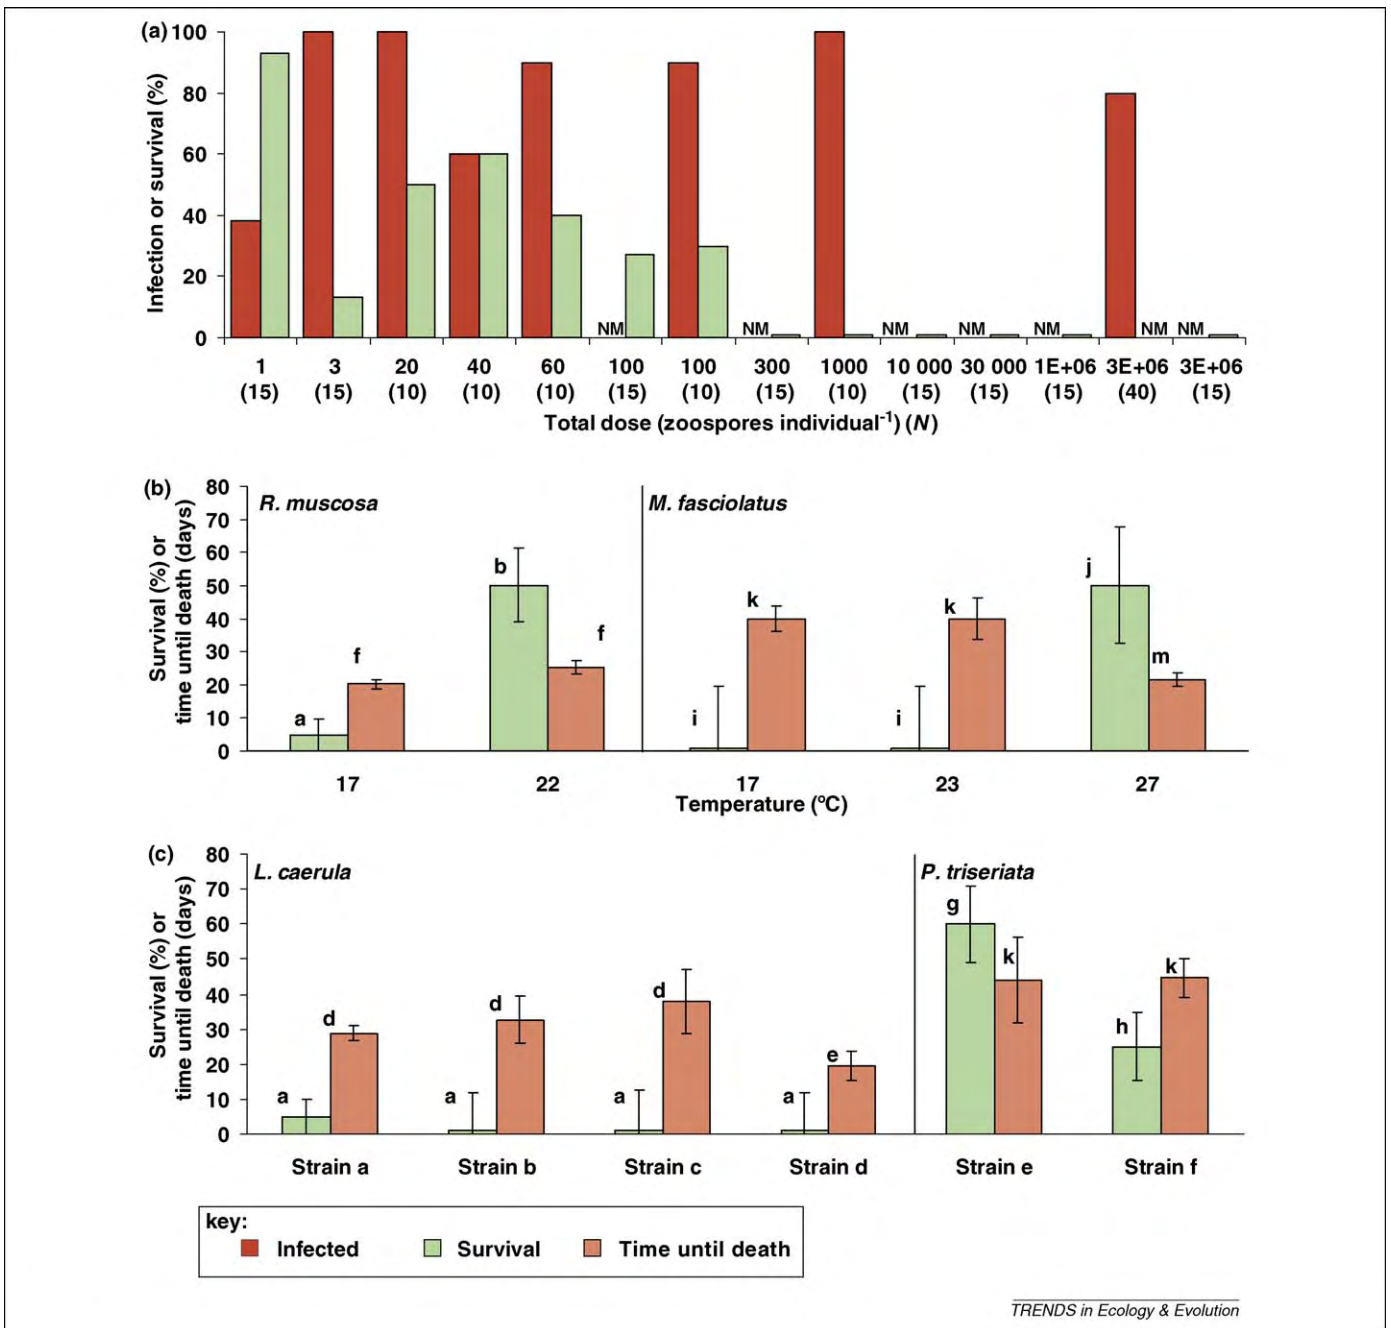 (a)
Infection or survival (%)
100
80
60
40
20
0
NM NM NM NM NM NM NM
1 3 20 40 60 100 100 300 1000 10 000 30 000 1E+06 3E+06 3E+06
(15) (15) (10) (10) (10) (15) (10) (15) (10) (15) (15) (15) (40) (15)
Total dose (zoospores individual-1) (N)
(b)
Survival (%) or
time until death (days)
80
70
60
50
40
30
20
10
0
R. muscosa M. fasciolatus
a f b f i k i k j m
17 22 17 23 27
Temperature (ºC)
(c)
Survival (%) or
time until death (days)
80
70
60
50
40
30
20
10
0
L. caerula P. triseriata
a d a d a d a e g k h k
Strain a Strain b Strain c Strain d Strain e Strain f
key:
Infected Survival Time until death
TRENDS in Ecology & Evolution